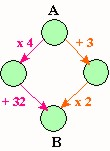 A
x 4 + 3
+ 32 x 2
B